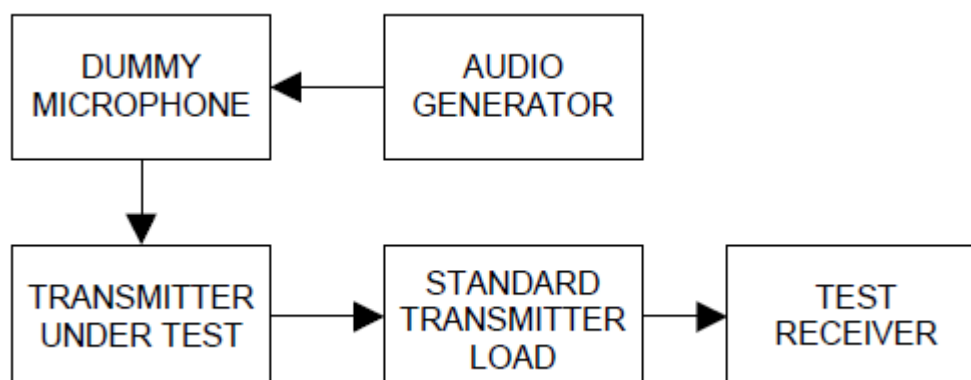 DUMMY
MICROPHONE
AUDIO
GENERATOR
TRANSMITTER
UNDER TEST
STANDARD
TRANSMITTER
LOAD
TEST
RECEIVER